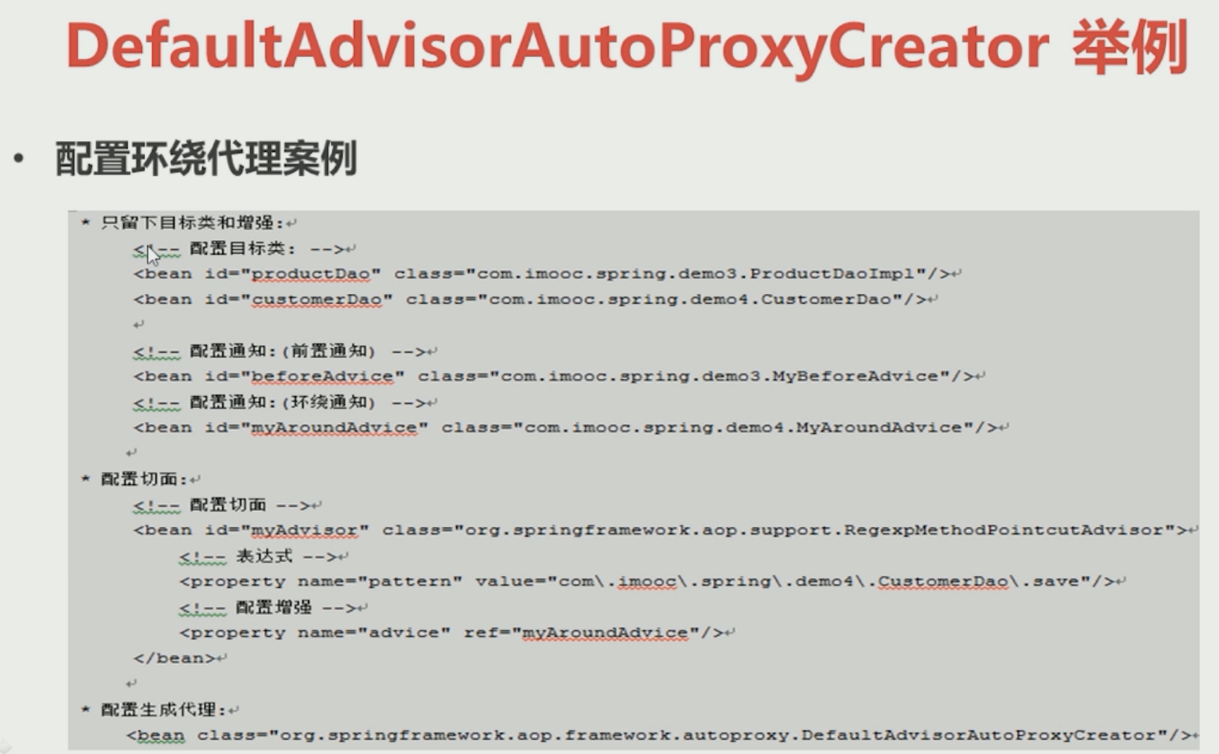 DefaultAdvisorAutoProxyCreator 举例
• 配置环绕代理案例
* 只留下目标类和增强:
<!-- 配置目标类: -->
<bean id="productDao" class="com.imooc.spring.demo3.ProductDaoImpl"/>
<bean id="customerDao" class="com.imooc.spring.demo4.CustomerDao"/>
<!-- 配置通知:(前置通知) -->
<bean id="beforeAdvice" class="com.imooc.spring.demo3.MyBeforeAdvice"/>
<!-- 配置通知:(环绕通知) -->
<bean id="myAroundAdvice" class="com.imooc.spring.demo4.MyAroundAdvice"/>
* 配置切面:
<!-- 配置切面 -->
<bean id="myAdvisor" class="org.springframework.aop.support.RegexpMethodPointcutAdvisor">
<!-- 表达式 -->
<property name="pattern" value="com\.imooc\.spring\.demo4\.CustomerDao\.save"/>
<!-- 配置增强 -->
<property name="advice" ref="myAroundAdvice"/>
</bean>
* 配置生成代理:
<bean class="org.springframework.aop.framework.autoproxy.DefaultAdvisorAutoProxyCreator"/>